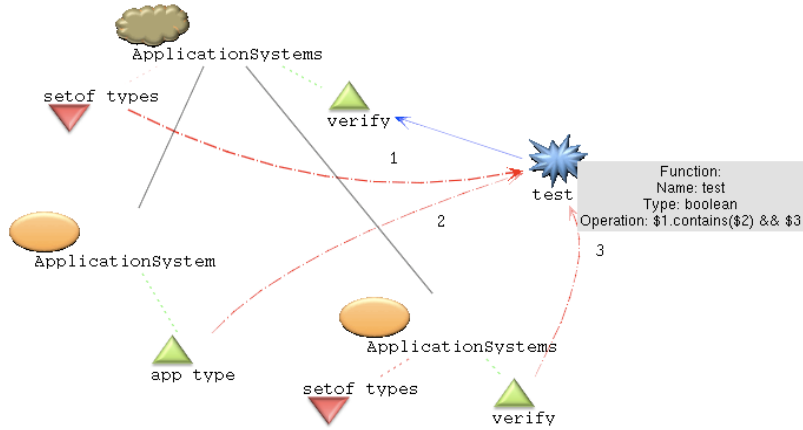 ApplicationSystems
setof types
verify
1
test
Function:
Name: test
Type: boolean
Operation: $1.contains($2) && $3
2
3
ApplicationSystem
app type
ApplicationSystems
setof types
verify